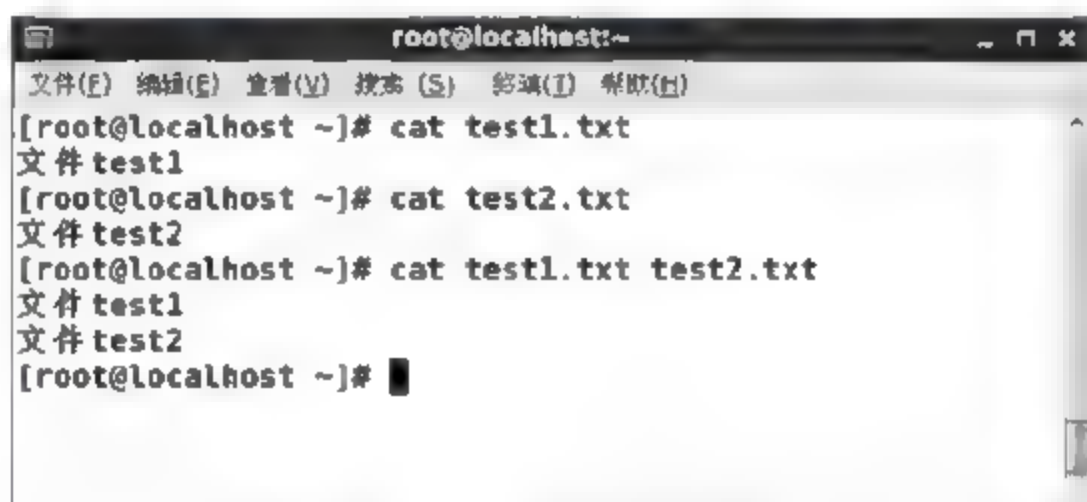 root@localhost:~
文件(F) 编辑(E) 查看(V) 搜索 (S) 终端(T) 帮助(H)
[root@localhost ~]# cat test1.txt
文件test1
[root@localhost ~]# cat test2.txt
文件test2
[root@localhost ~]# cat test1.txt test2.txt
文件test1
文件test2
[root@localhost ~]#